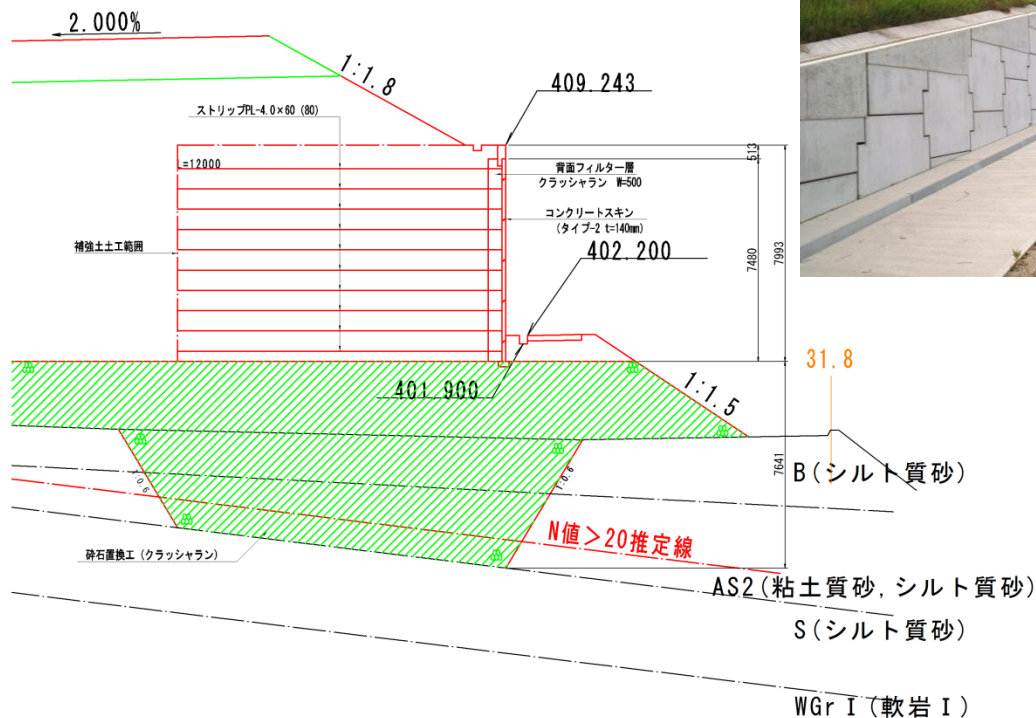 2.000%
1:1.8
409.243
ストリップPL-4.0×60 (80)
L=12000
背面フィルター層
クラッシャラン W=500
513
コンクリートスキン
(タイプ-2 t=140mm)
補強土土工範囲
402.200
7480
7993
401.900
1:1.5
31.8
7641
B(シルト質砂)
1:0.6
1:0.6
N値＞20推定線
砕石置換工(クラッシャラン)
AS2(粘土質砂,シルト質砂)
S(シルト質砂)
WGrⅠ(軟岩Ⅰ)